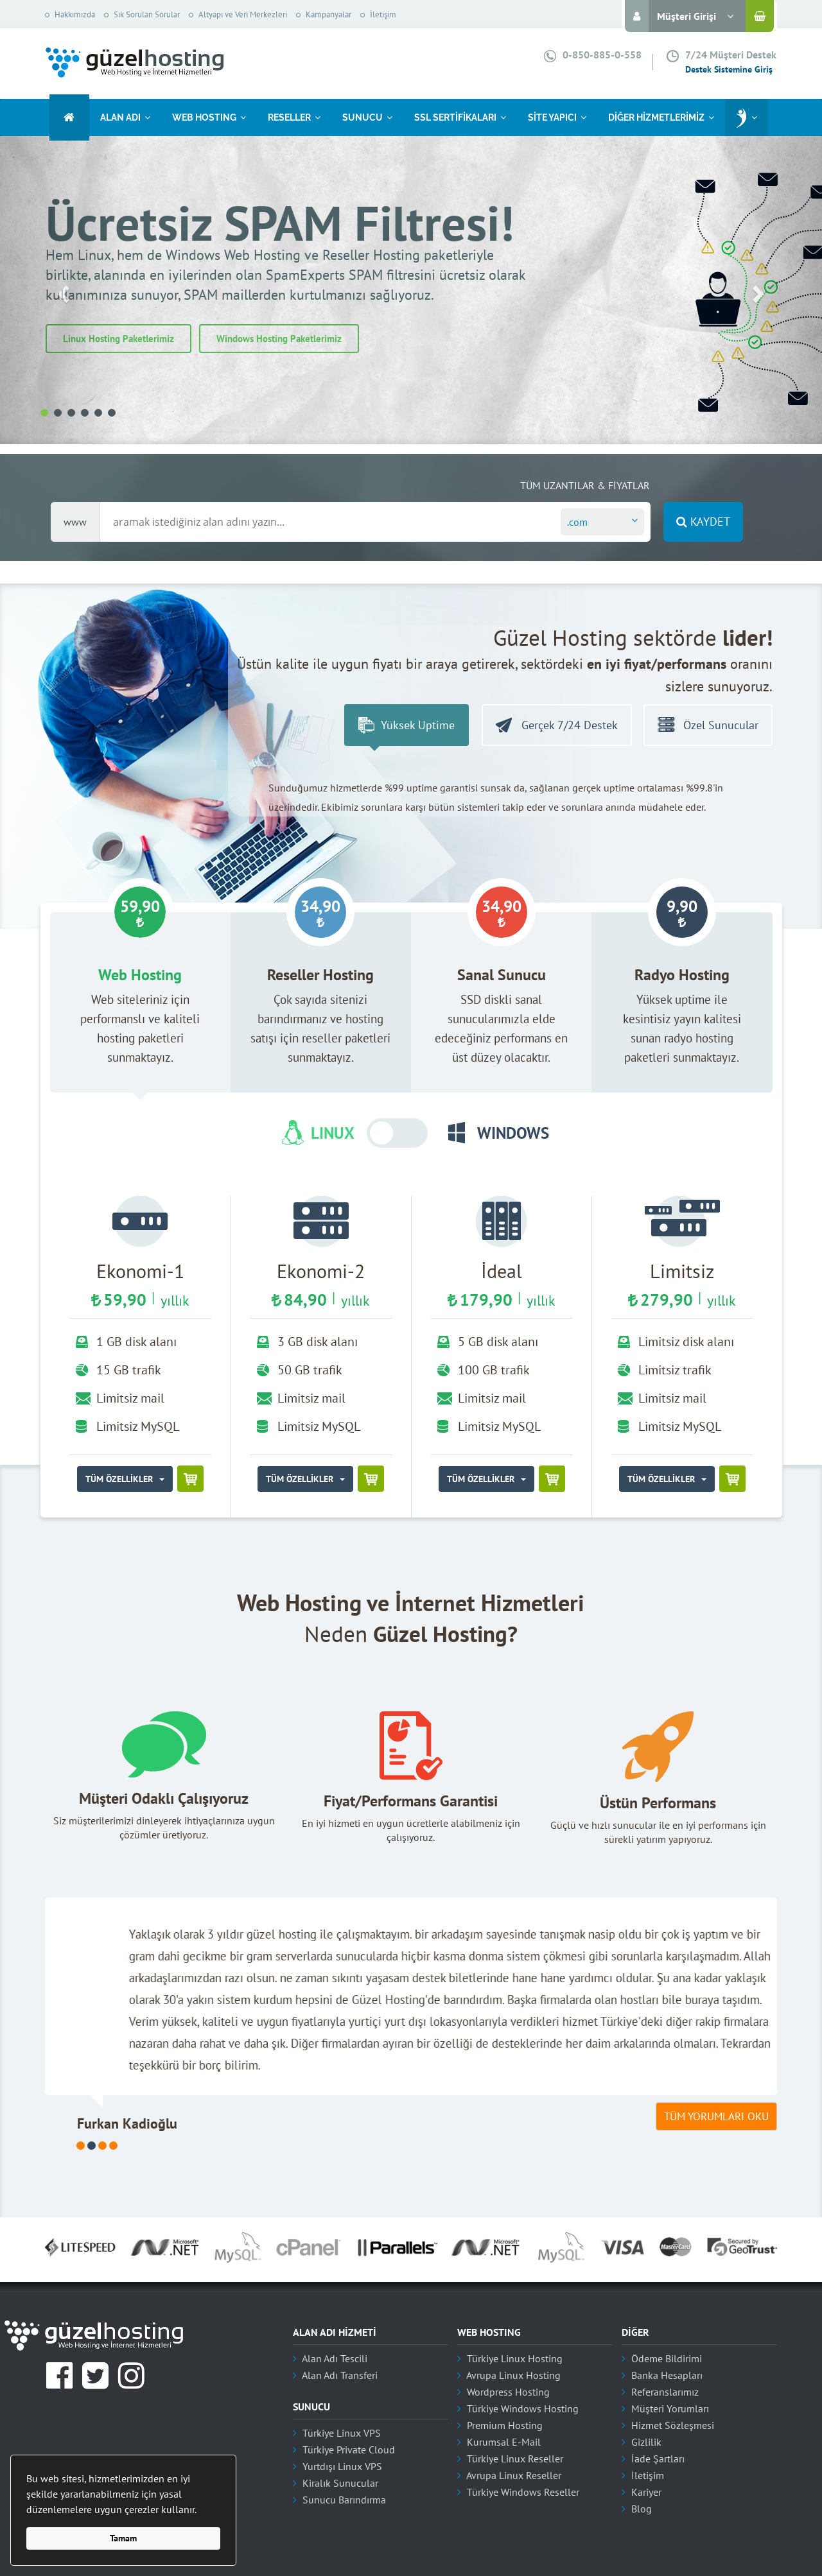 Hakkımızda Sık Sorulan Sorular Altyapı ve Veri Merkezleri Kampanyalar İletişim
Müşteri Girişi
güzelhosting
Web Hosting ve İnternet Hizmetleri
0-850-885-0-558
7/24 Müşteri Destek
Destek Sistemine Giriş
ALAN ADI WEB HOSTING RESELLER SUNUCU SSL SERTİFİKALARI SİTE YAPICI DİĞER HİZMETLERİMİZ
Ücretsiz SPAM Filtresi!
Hem Linux, hem de Windows Web Hosting ve Reseller Hosting paketleriyle
birlikte, alanında en iyilerinden olan SpamExperts SPAM filtresini ücretsiz olarak
kullanımınıza sunuyor, SPAM maillerden kurtulmanızı sağlıyoruz.
Linux Hosting Paketlerimiz
Windows Hosting Paketlerimiz
TÜM UZANTILAR & FİYATLAR
www
aramak istediğiniz alan adını yazın...
.com
KAYDET
Güzel Hosting sektörde lider!
Üstün kalite ile uygun fiyatı bir araya getirerek, sektördeki en iyi fiyat/performans oranını
sizlere sunuyoruz.
Yüksek Uptime
Gerçek 7/24 Destek
Özel Sunucular
Sunduğumuz hizmetlerde %99 uptime garantisi sunsak da, sağlanan gerçek uptime ortalaması %99.8'in
üzerindedir. Ekibimiz sorunlara karşı bütün sistemleri takip eder ve sorunlara anında müdahele eder.
59,90 ₺
Web Hosting
Web siteleriniz için
performanslı ve kaliteli
hosting paketleri
sunmaktayız.
34,90 ₺
Reseller Hosting
Çok sayıda sitenizi
barındırmanız ve hosting
satışı için reseller paketleri
sunmaktayız.
34,90 ₺
Sanal Sunucu
SSD diskli sanal
sunucularımızla elde
edeceğiniz performans en
üst düzey olacaktır.
9,90 ₺
Radyo Hosting
Yüksek uptime ile
kesintisiz yayın kalitesi
sunan radyo hosting
paketleri sunmaktayız.
LINUX
WINDOWS
Ekonomi-1
₺59,90 | yıllık
1 GB disk alanı
15 GB trafik
Limitsiz mail
Limitsiz MySQL
TÜM ÖZELLİKLER
Ekonomi-2
₺84,90 | yıllık
3 GB disk alanı
50 GB trafik
Limitsiz mail
Limitsiz MySQL
TÜM ÖZELLİKLER
İdeal
₺179,90 | yıllık
5 GB disk alanı
100 GB trafik
Limitsiz mail
Limitsiz MySQL
TÜM ÖZELLİKLER
Limitsiz
₺279,90 | yıllık
Limitsiz disk alanı
Limitsiz trafik
Limitsiz mail
Limitsiz MySQL
TÜM ÖZELLİKLER
Web Hosting ve İnternet Hizmetleri
Neden Güzel Hosting?
Müşteri Odaklı Çalışıyoruz
Siz müşterilerimizi dinleyerek ihtiyaçlarınıza uygun
çözümler üretiyoruz.
Fiyat/Performans Garantisi
En iyi hizmeti en uygun ücretlerle alabilmeniz için
çalışıyoruz.
Üstün Performans
Güçlü ve hızlı sunucular ile en iyi performans için
sürekli yatırım yapıyoruz.
Yaklaşık olarak 3 yıldır güzel hosting ile çalışmaktayım. bir arkadaşım sayesinde tanışmak nasip oldu bir çok iş yaptım ve bir
gram dahi gecikme bir gram serverlarda sunucularda hiçbir kasma donma sistem çökmesi gibi sorunlarla karşılaşmadım. Allah
arkadaşlarımızdan razı olsun. ne zaman sıkıntı yaşasam destek biletlerinde hane hane yardımcı oldular. Şu ana kadar yaklaşık
olarak 30'a yakın sistem kurdum hepsini de Güzel Hosting'de barındırdım. Başka firmalarda olan hostları bile buraya taşıdım.
Verim yüksek, kaliteli ve uygun fiyatlarıyla yurtiçi yurt dışı lokasyonlarıyla verdikleri hizmet Türkiye'deki diğer rakip firmalara
nazaran daha rahat ve daha şık. Diğer firmalardan ayıran bir özelliği de desteklerinde her daim arkalarında olmaları. Tekrardan
teşekkürü bir borç bilirim.
Furkan Kadioğlu
TÜM YORUMLARI OKU
LITESPEED Microsoft .NET MySQL cPanel Parallels Microsoft .NET MySQL VISA MasterCard Secured by GeoTrust
güzelhosting
Web Hosting ve İnternet Hizmetleri
ALAN ADI HİZMETİ
Alan Adı Tescili
Alan Adı Transferi
SUNUCU
Türkiye Linux VPS
Türkiye Private Cloud
Yurtdışı Linux VPS
Kiralık Sunucular
Sunucu Barındırma
WEB HOSTING
Türkiye Linux Hosting
Avrupa Linux Hosting
Wordpress Hosting
Türkiye Windows Hosting
Premium Hosting
Kurumsal E-Mail
Türkiye Linux Reseller
Avrupa Linux Reseller
Türkiye Windows Reseller
DİĞER
Ödeme Bildirimi
Banka Hesapları
Referanslarımız
Müşteri Yorumları
Hizmet Sözleşmesi
Gizlilik
İade Şartları
İletişim
Kariyer
Blog
Bu web sitesi, hizmetlerimizden en iyi
şekilde yararlanabilmeniz için yasal
düzenlemelere uygun çerezler kullanır.
Tamam